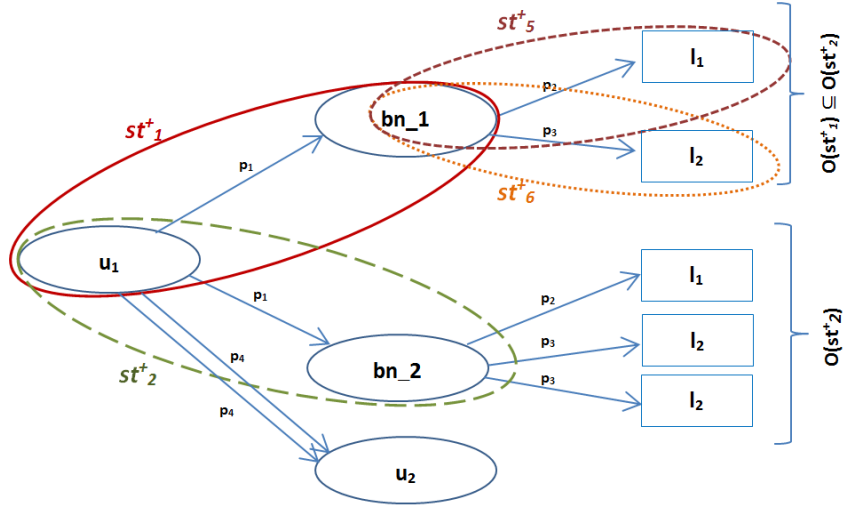 st⁺₅
l₁
p₂
bn_1
O(st⁺₁) ⊆ O(st⁺₂)
st⁺₁
p₃
l₂
p₁
st⁺₆
u₁
l₁
p₁
p₂
O(st⁺2)
p₃
l₂
p₄
st⁺₂
bn_2
p₃
l₂
p₄
u₂